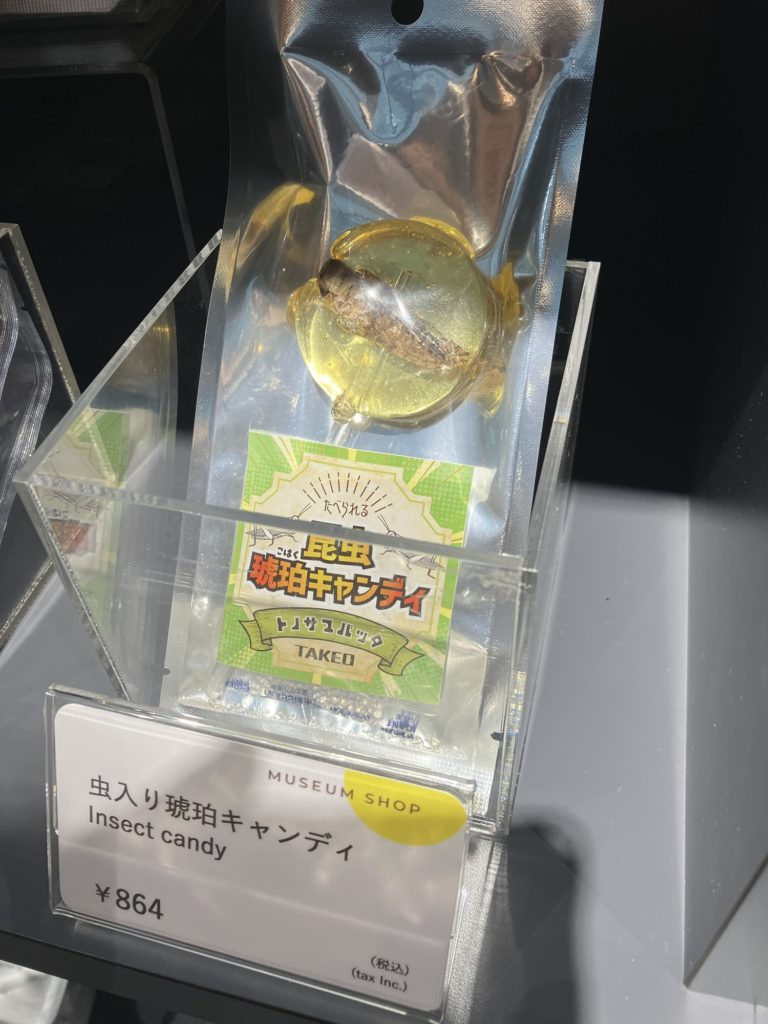 たべられる
昆虫
こはく
琥珀キャンディ
トノサマバッタ
TAKEO
MUSEUM SHOP
虫入り琥珀キャンディ
Insect candy
¥864
(税込)
(tax Inc.)